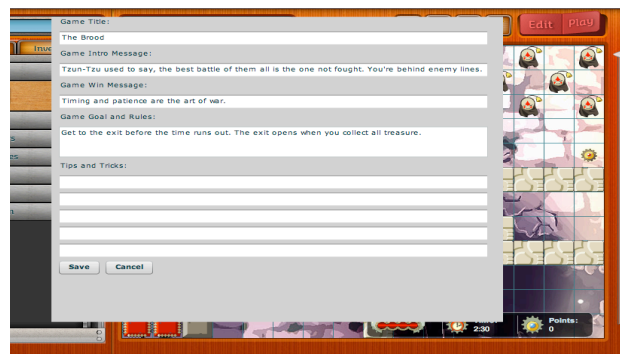 Game Title:
Edit Play
The Brood
Inve
Game Intro Message:
Tzun-Tzu used to say, the best battle of them all is the one not fought. You're behind enemy lines.
Game Win Message:
Timing and patience are the art of war.
Game Goal and Rules:
Get to the exit before the time runs out. The exit opens when you collect all treasure.
Tips and Tricks:
Save Cancel
Points:
2:30 0